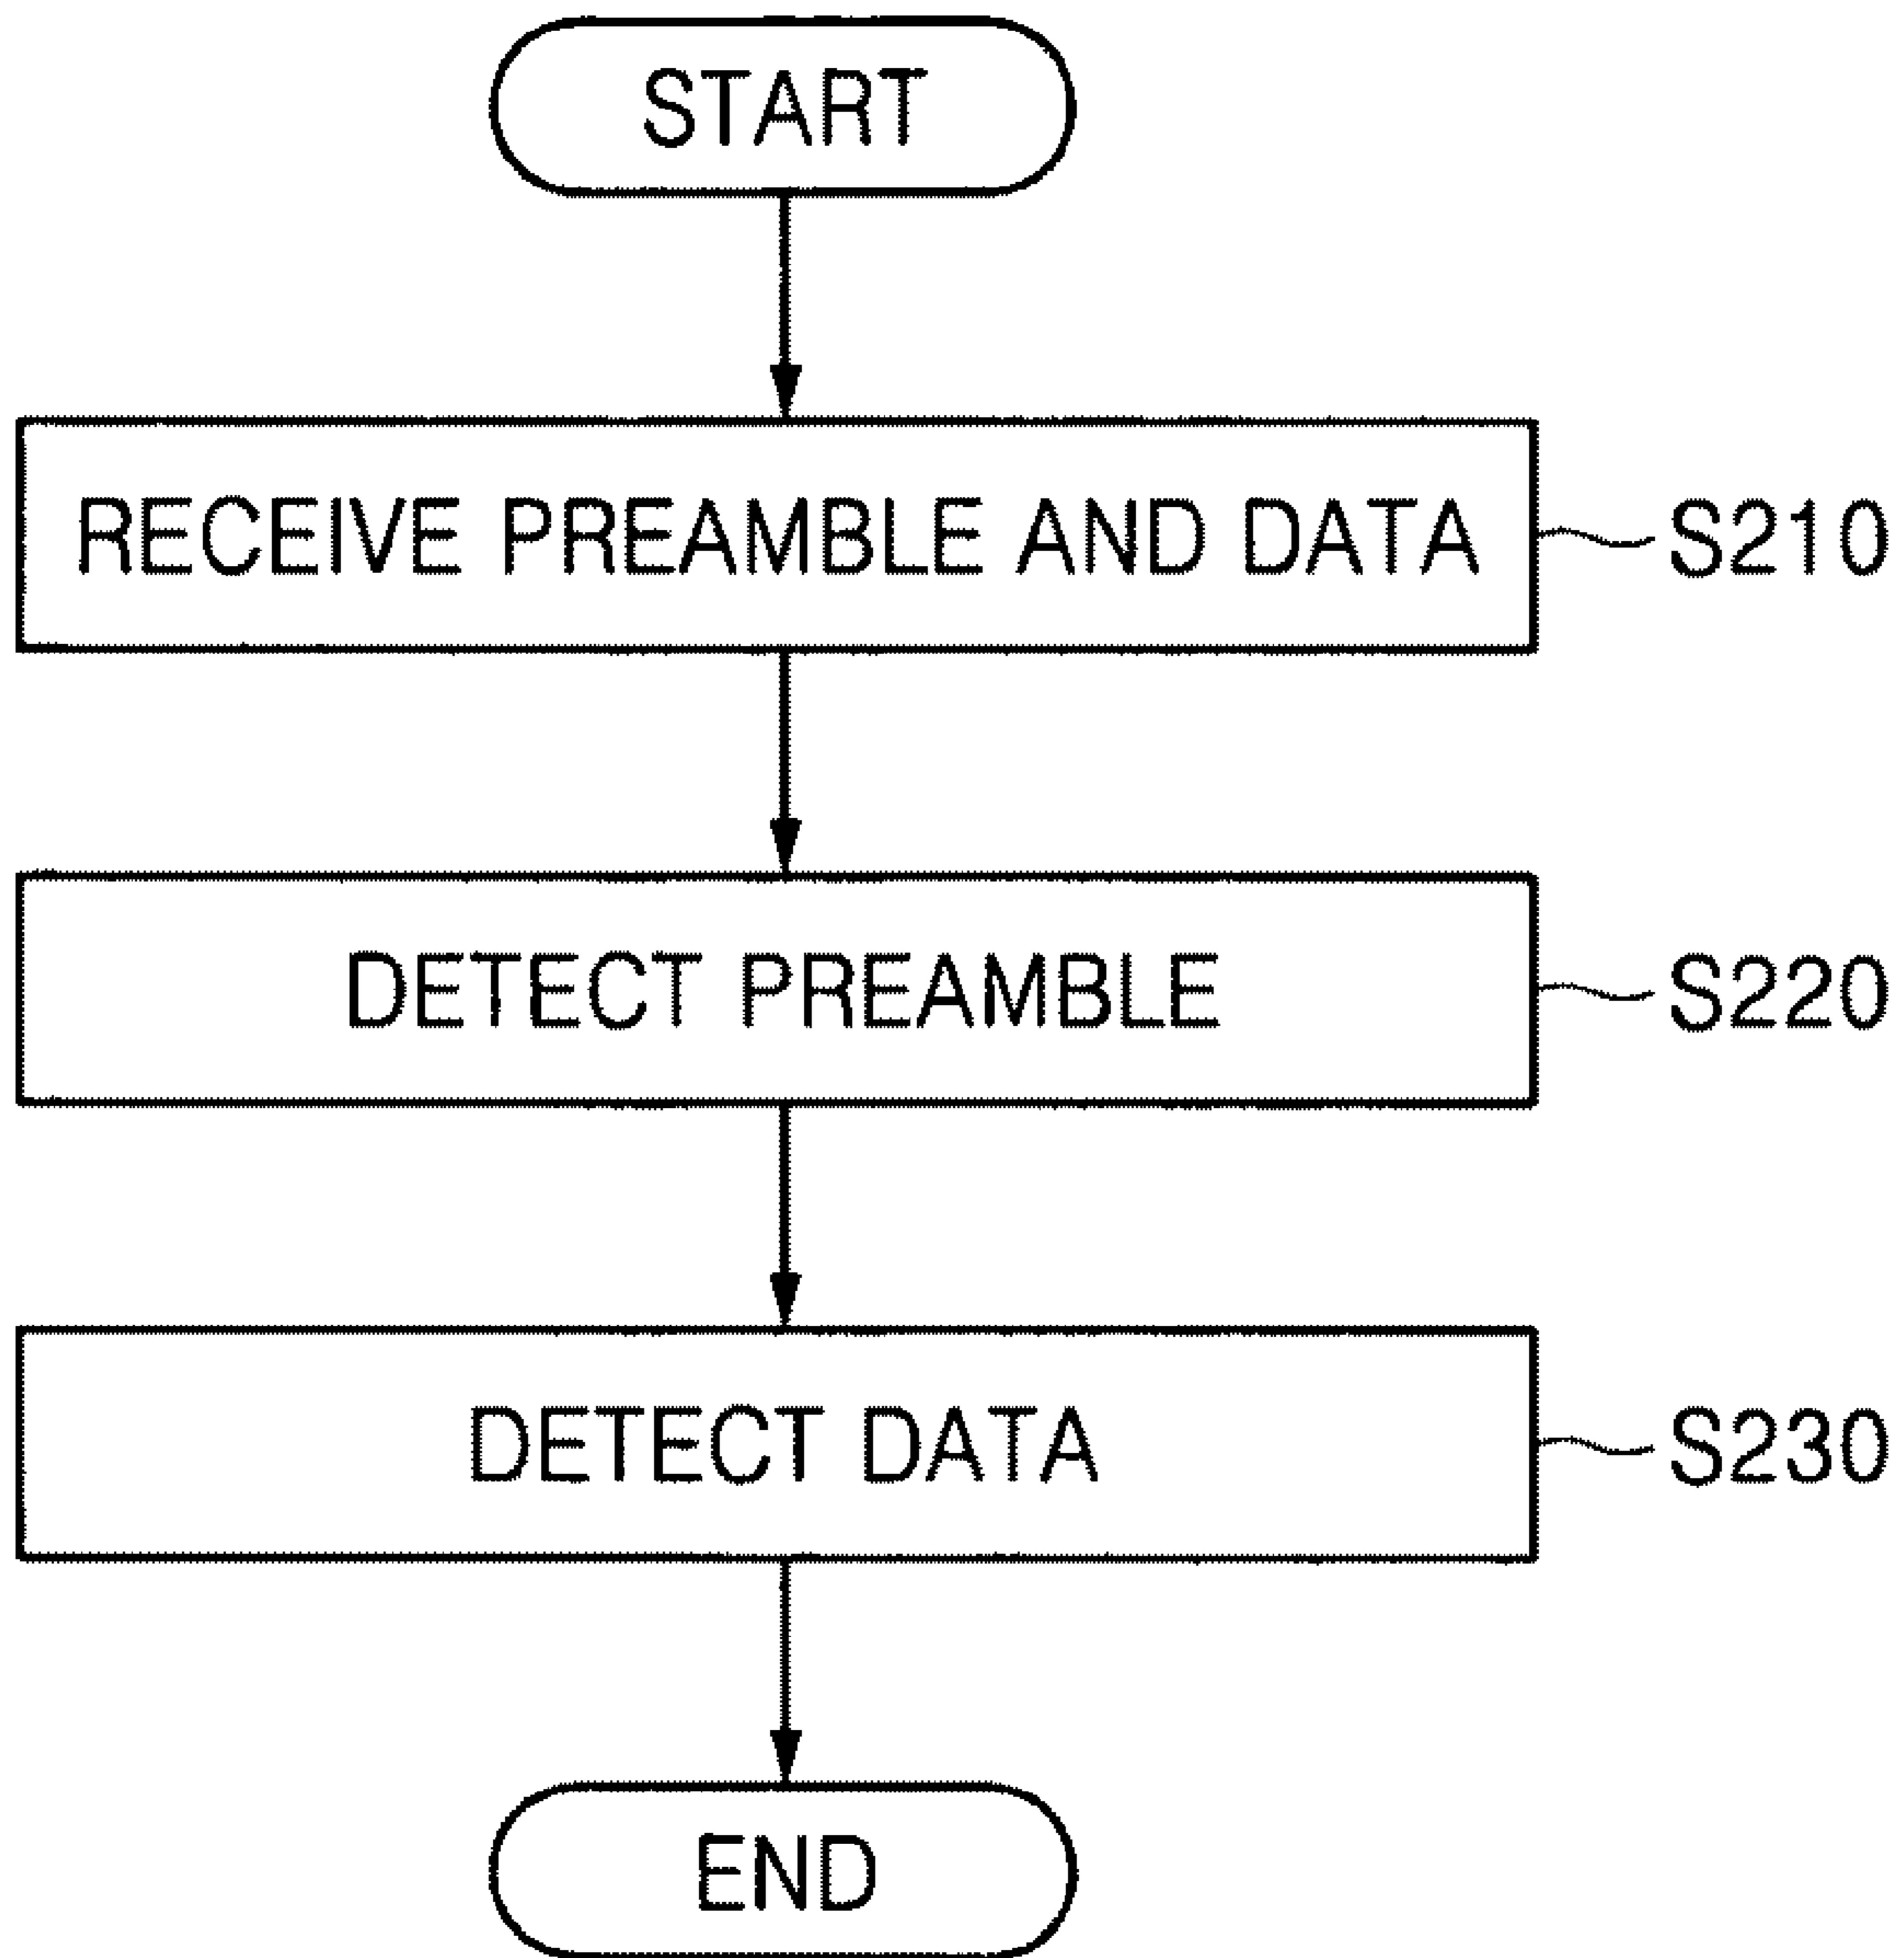 START
RECEIVE PREAMBLE AND DATA
S210
DETECT PREAMBLE
S220
DETECT DATA
S230
END